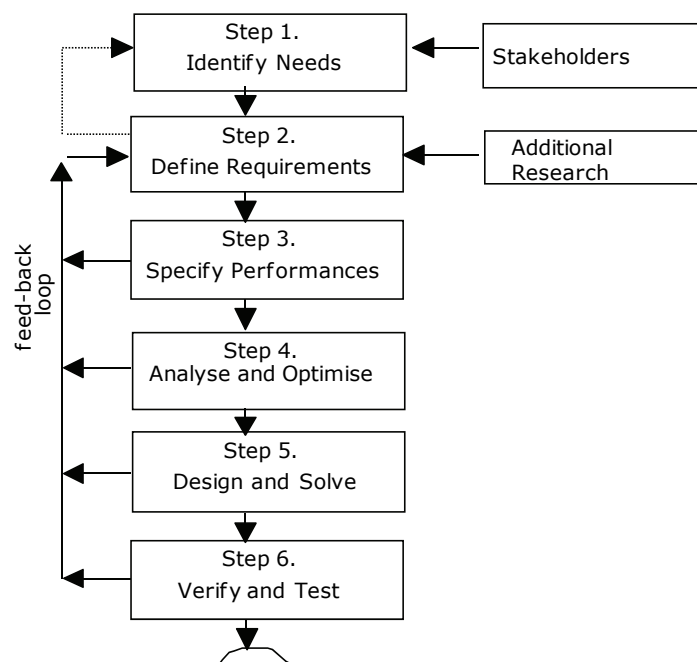 Step 1.
Identify Needs
Stakeholders
Step 2.
Define Requirements
Additional
Research
Step 3.
Specify Performances
feed-back
loop
Step 4.
Analyse and Optimise
Step 5.
Design and Solve
Step 6.
Verify and Test